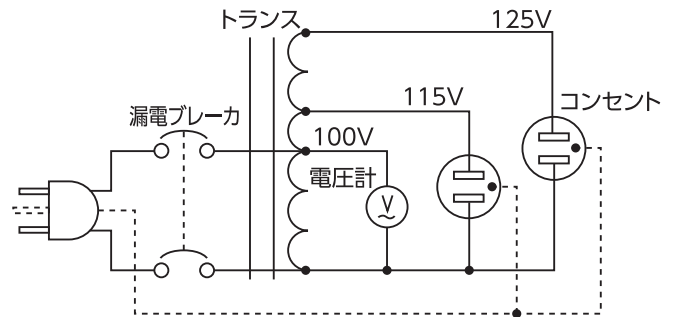 トランス
125V
115V
コンセント
漏電ブレーカ
100V
電圧計
V